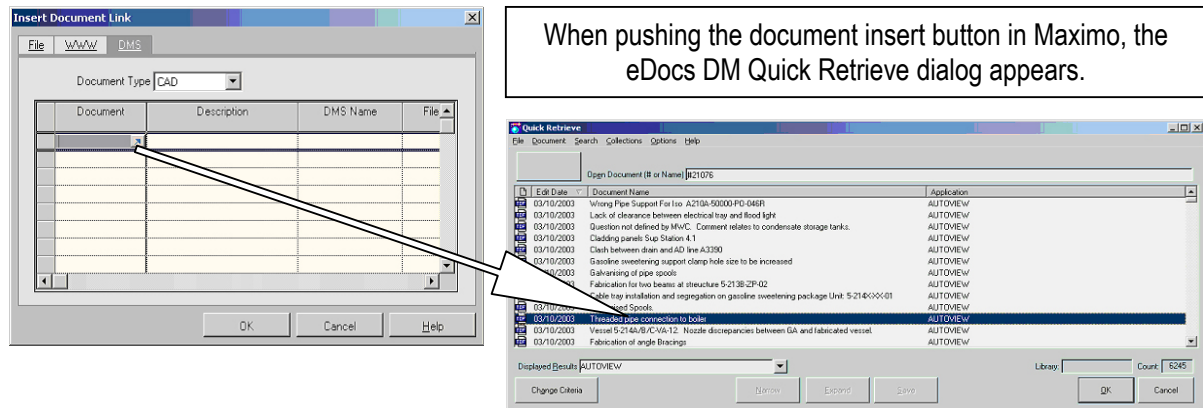 Insert Document Link
File WWW DMS
Document Type CAD
Document Description DMS Name File
OK Cancel Help
When pushing the document insert button in Maximo, the
eDocs DM Quick Retrieve dialog appears.
Quick Retrieve
File Document Search Collections Options Help
Open Document (# or Name) #21076
Edit Date Document Name Application
03/10/2003 Wrong Pipe Support For Iso A210A-50000-PO-046R AUTOVIEW
03/10/2003 Lack of clearance between electrical tray and flood light AUTOVIEW
03/10/2003 Question not defined by MWC. Comment relates to condensate storage tanks. AUTOVIEW
03/10/2003 Cladding panels Sup Station 4.1 AUTOVIEW
03/10/2003 Clash between drain and AD line A3390 AUTOVIEW
03/10/2003 Gasoline sweetening support clamp hole size to be increased AUTOVIEW
/2003 Galvanising of pipe spools AUTOVIEW
Fabrication for two beams at streucture 5-213B-ZP-02 AUTOVIEW
Cable tray installation and segregation on gasoline sweetening package Unit: 5-214XXX-01 AUTOVIEW
03/10/2003 Spools. AUTOVIEW
03/10/2003 Threaded pipe connection to boiler AUTOVIEW
03/10/2003 Vessel 5-214A/B/C-VA-12. Nozzle discrepancies between GA and fabricated vessel. AUTOVIEW
03/10/2003 Fabrication of angle Bracings AUTOVIEW
Displayed Results AUTOVIEW Library: Count: 6245
Change Criteria Narrow Expand Save OK Cancel